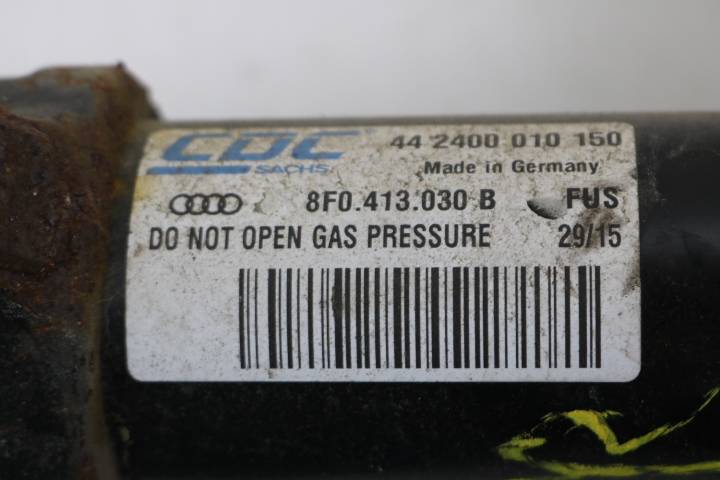 CDC 44 2400 010 150
SACHS Made in Germany
8F0.413.030 B FUS
DO NOT OPEN GAS PRESSURE 29/15